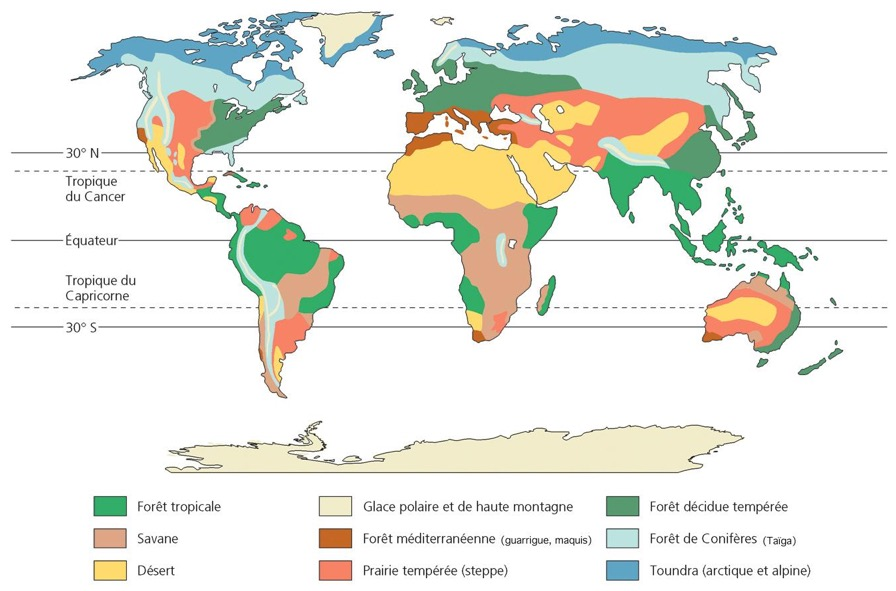 30° N
Tropique
du Cancer
Équateur
Tropique du
Capricorne
30° S
Forêt tropicale
Glace polaire et de haute montagne
Forêt décidue tempérée
Savane
Forêt méditerranéenne (guarrigue, maquis)
Forêt de Conifères (Taïga)
Désert
Prairie tempérée (steppe)
Toundra (arctique et alpine)